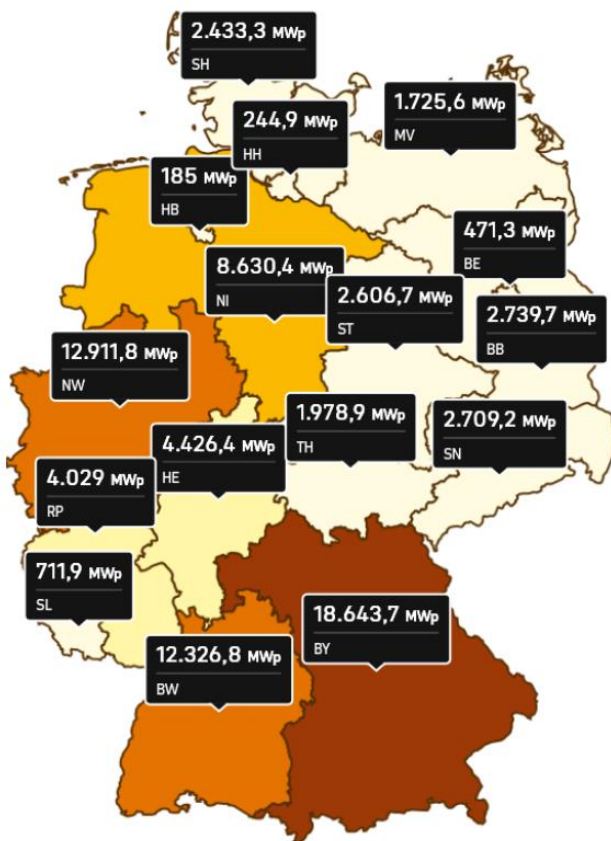 2.433,3 MWp
SH
1.725,6 MWp
MV
244,9 MWp
HH
185 MWp
HB
471,3 MWp
BE
8.630,4 MWp
NI
2.606,7 MWp
ST
2.739,7 MWp
BB
12.911,8 MWp
NW
1.978,9 MWp
TH
2.709,2 MWp
SN
4.426,4 MWp
HE
4.029 MWp
RP
711,9 MWp
SL
18.643,7 MWp
BY
12.326,8 MWp
BW